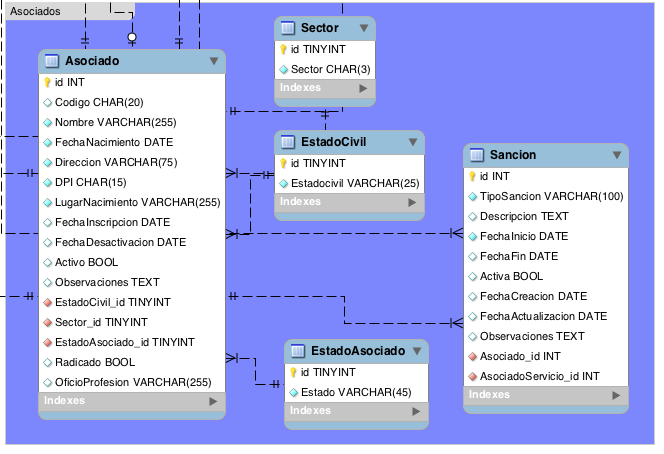 Asociados
Asociado
id INT
Codigo CHAR(20)
Nombre VARCHAR(255)
FechaNacimiento DATE
Direccion VARCHAR(75)
DPI CHAR(15)
LugarNacimiento VARCHAR(255)
FechaInscripcion DATE
FechaDesactivacion DATE
Activo BOOL
Observaciones TEXT
EstadoCivil_id TINYINT
Sector_id TINYINT
EstadoAsociado_id TINYINT
Radicado BOOL
OficioProfesion VARCHAR(255)
Indexes
Sector
id TINYINT
Sector CHAR(3)
Indexes
EstadoCivil
id TINYINT
Estadocivil VARCHAR(25)
Indexes
EstadoAsociado
id TINYINT
Estado VARCHAR(45)
Indexes
Sancion
id INT
TipoSancion VARCHAR(100)
Descripcion TEXT
FechaInicio DATE
FechaFin DATE
Activa BOOL
FechaCreacion DATE
FechaActualizacion DATE
Observaciones TEXT
Asociado_id INT
AsociadoServicio_id INT
Indexes